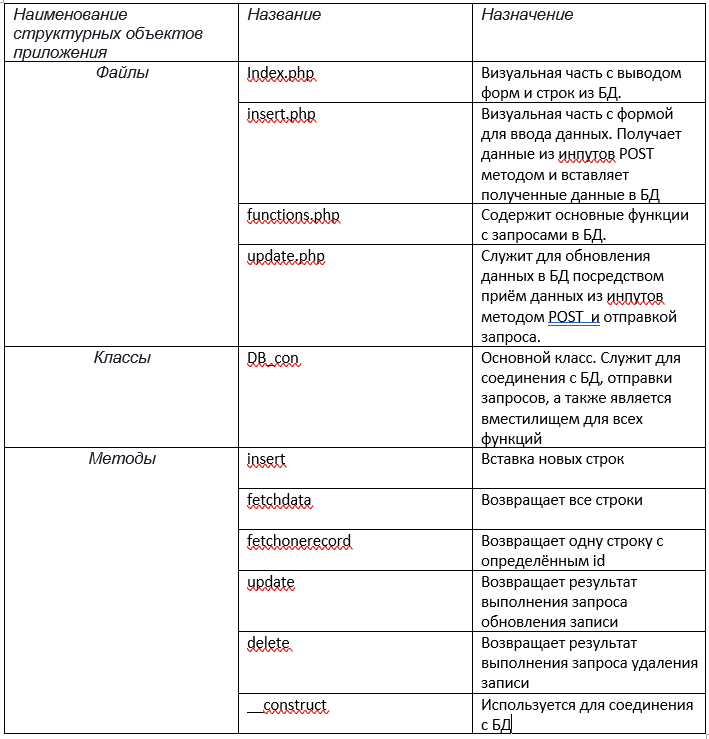 Наименование
структурных объектов
приложения
Название
Назначение
Файлы
Index.php
Визуальная часть с выводом
форм и строк из БД.
insert.php
Визуальная часть с формой
для ввода данных. Получает
данные из инпутов POST
методом и вставляет
полученные данные в БД
functions.php
Содержит основные функции
с запросами в БД.
update.php
Служит для обновления
данных в БД посредством
приём данных из инпутов
методом POST и отправкой
запроса.
Классы
DB_con
Основной класс. Служит для
соединения с БД, отправки
запросов, а также является
вместилищем для всех
функций
Методы
insert
Вставка новых строк
fetchdata
Возвращает все строки
fetchonerecord
Возвращает одну строку с
определённым id
update
Возвращает результат
выполнения запроса
обновления записи
delete
Возвращает результат
выполнения запроса удаления
записи
__construct
Используется для соединения
с БД